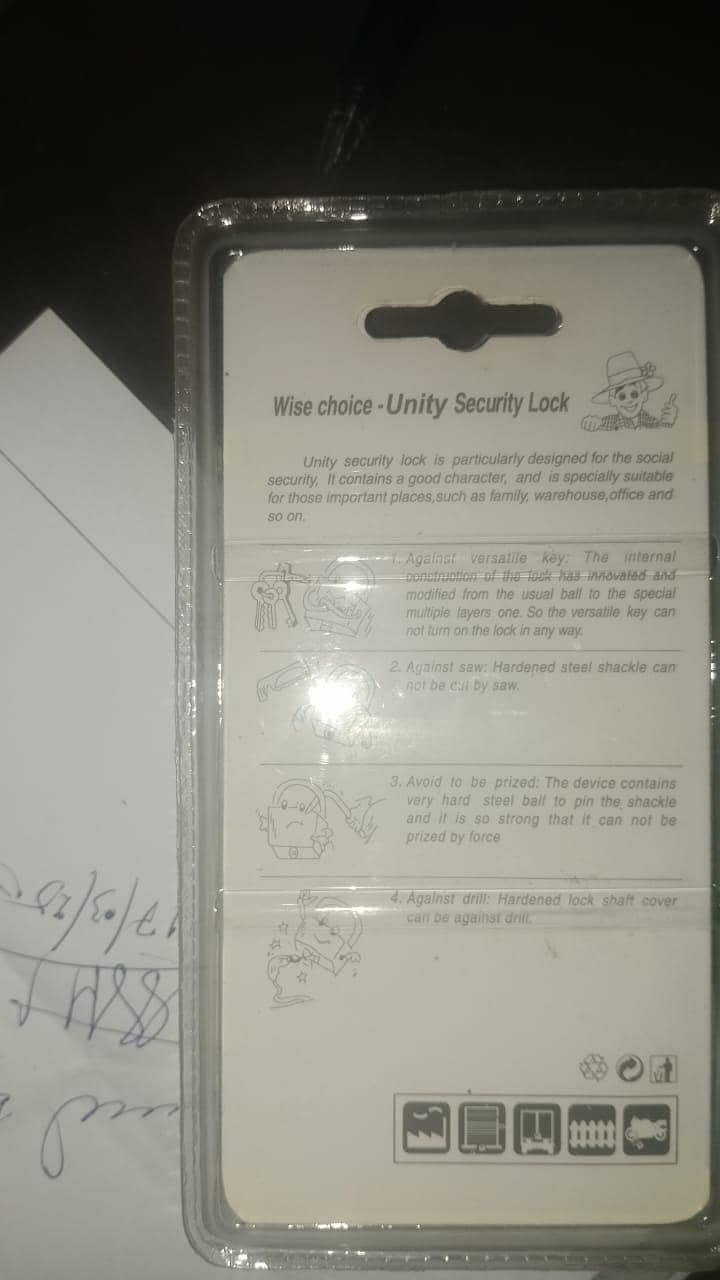 Wise choice - Unity Security Lock
Unity security lock is particularly designed for the social
security, It contains a good character, and is specially suitable
for those important places,such as family, warehouse,office and
so on.
1. Against versatile key: The internal
construction of the lock has innovated and
modified from the usual ball to the special
multiple layers one. So the versatile key can
not turn on the lock in any way.
2. Against saw: Hardened steel shackle can
not be cut by saw.
3. Avoid to be prized: The device contains
very hard steel ball to pin the shackle
and it is so strong that it can not be
prized by force
4. Against drill: Hardened lock shaft cover
can be against drill.